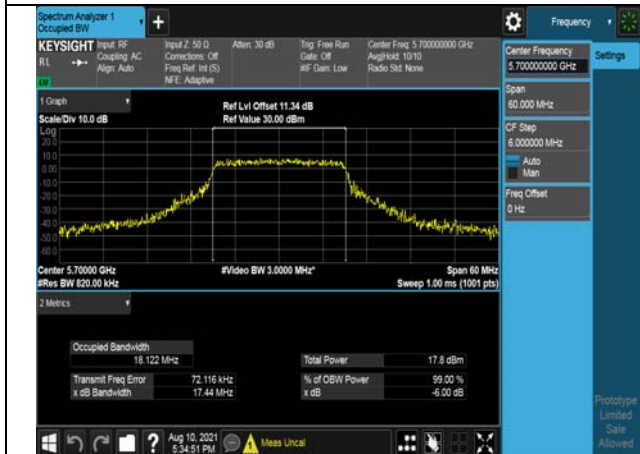 Spectrum Analyzer 1
Occupied BW
+
Frequency
KEYSIGHT
RL
Input: RF
Coupling: AC
Align: Auto
Input Z: 50 Ω
Corrections: Off
Freq Ref: Int (S)
NFE: Adaptive
Atten: 30 dB
Trig: Free Run
Gate: Off
#IF Gain: Low
Center Freq: 5.700000000 GHz
Avg|Hold: 10/10
Radio Std: None
Center Frequency
5.700000000 GHz
Settings
Span
60.000 MHz
CF Step
6.000000 MHz
Auto
Man
Freq Offset
0 Hz
1 Graph
Scale/Div 10.0 dB
Ref Lvl Offset 11.34 dB
Ref Value 30.00 dBm
Log
20.0
10.0
0.00
-10.0
-20.0
-30.0
-40.0
-50.0
-60.0
Center 5.70000 GHz
#Video BW 3.0000 MHz*
Span 60 MHz
#Res BW 820.00 kHz
Sweep 1.00 ms (1001 pts)
2 Metrics
Occupied Bandwidth
18.122 MHz
Total Power 17.8 dBm
Transmit Freq Error 72.116 kHz
% of OBW Power 99.00 %
x dB Bandwidth 17.44 MHz
x dB -6.00 dB
Prototype
Limited
Sale
Allowed
?
Aug 10, 2021
5:34:51 PM
Meas Uncal